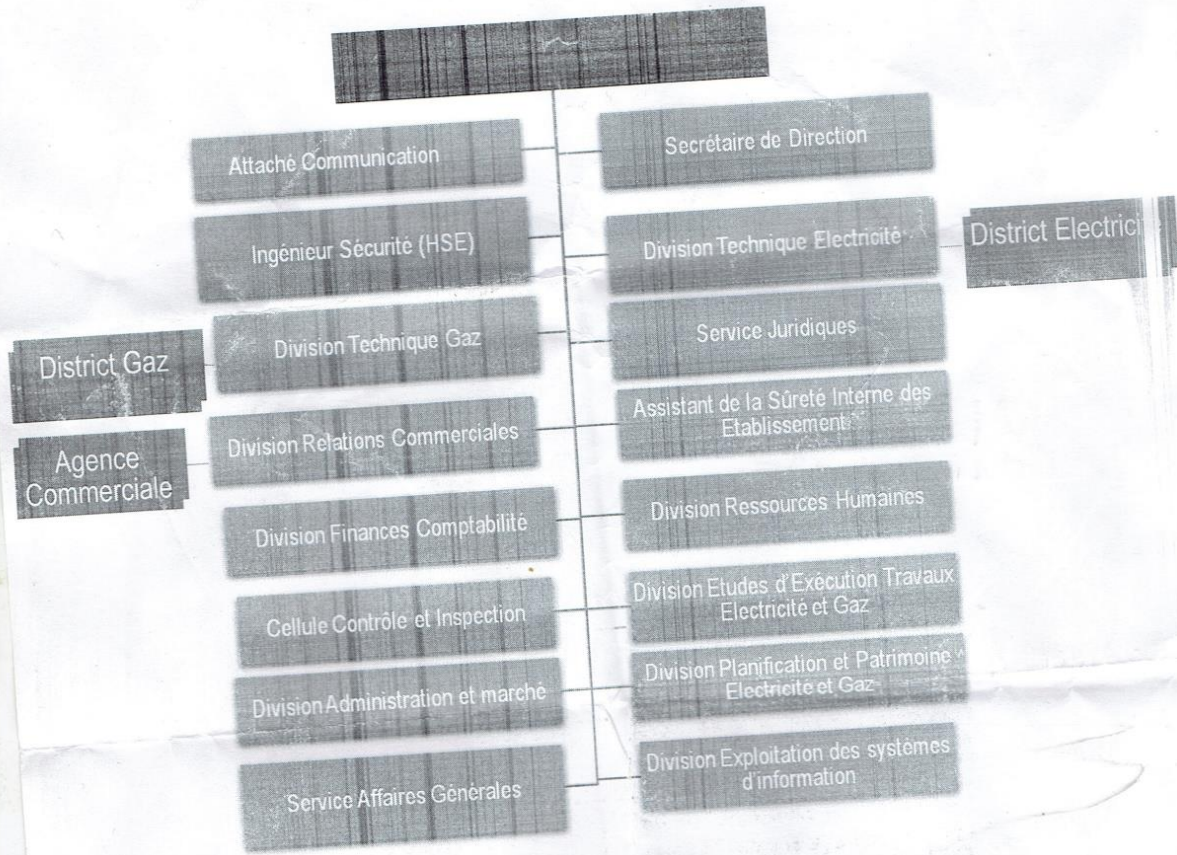 Attaché Communication
Secrétaire de Direction
Ingénieur Sécurité (HSE)
Division Technique Electricité
District Electrici
District Gaz
Division Technique Gaz
Service Juridiques
Agence
Commerciale
Division Relations Commerciales
Assistant de la Sûreté Interne des
Etablissement
Division Finances Comptabilité
Division Ressources Humaines
Cellule Contrôle et Inspection
Division Etudes d'Exécution Travaux
Electricité et Gaz
Division Administration et marché
Division Planification et Patrimoine
Electricité et Gaz
Service Affaires Générales
Division Exploitation des systèmes
d'information